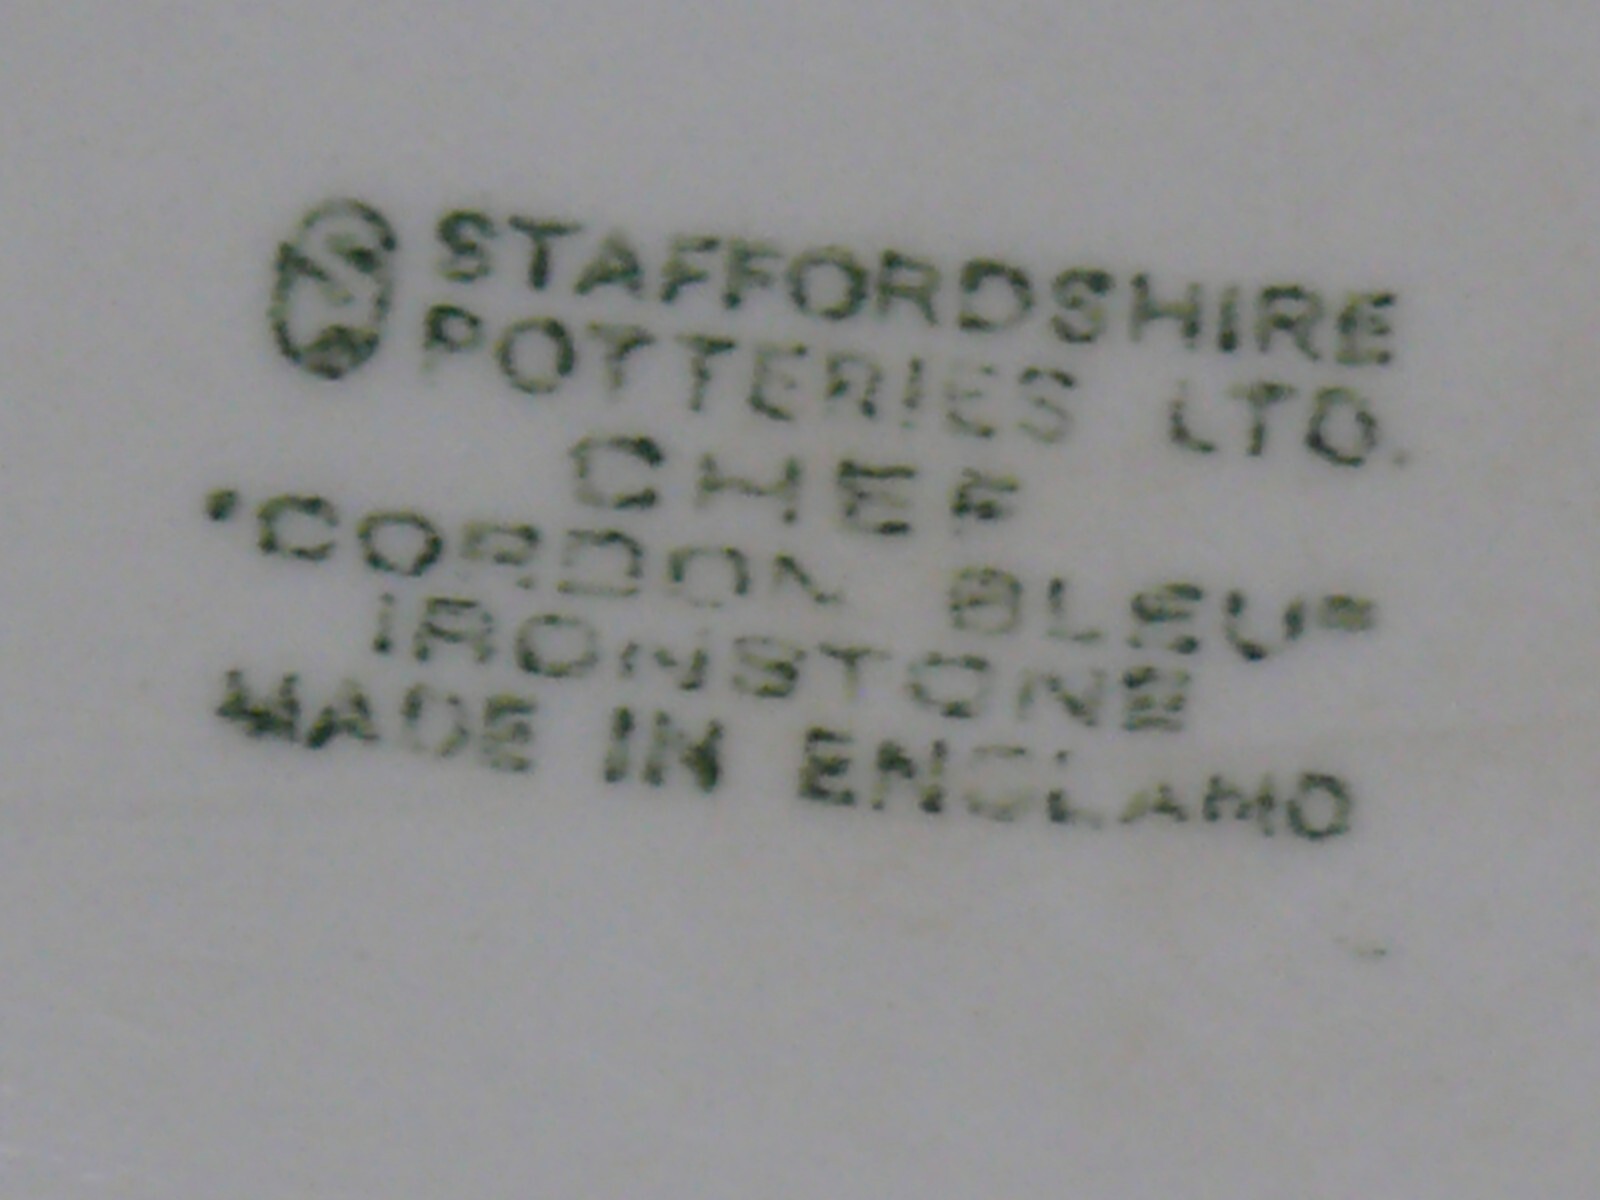 STAFFORDSHIRE
POTTERIES LTD.
CHEF
"CORDON BLEU"
IRONSTONE
MADE IN ENGLAND